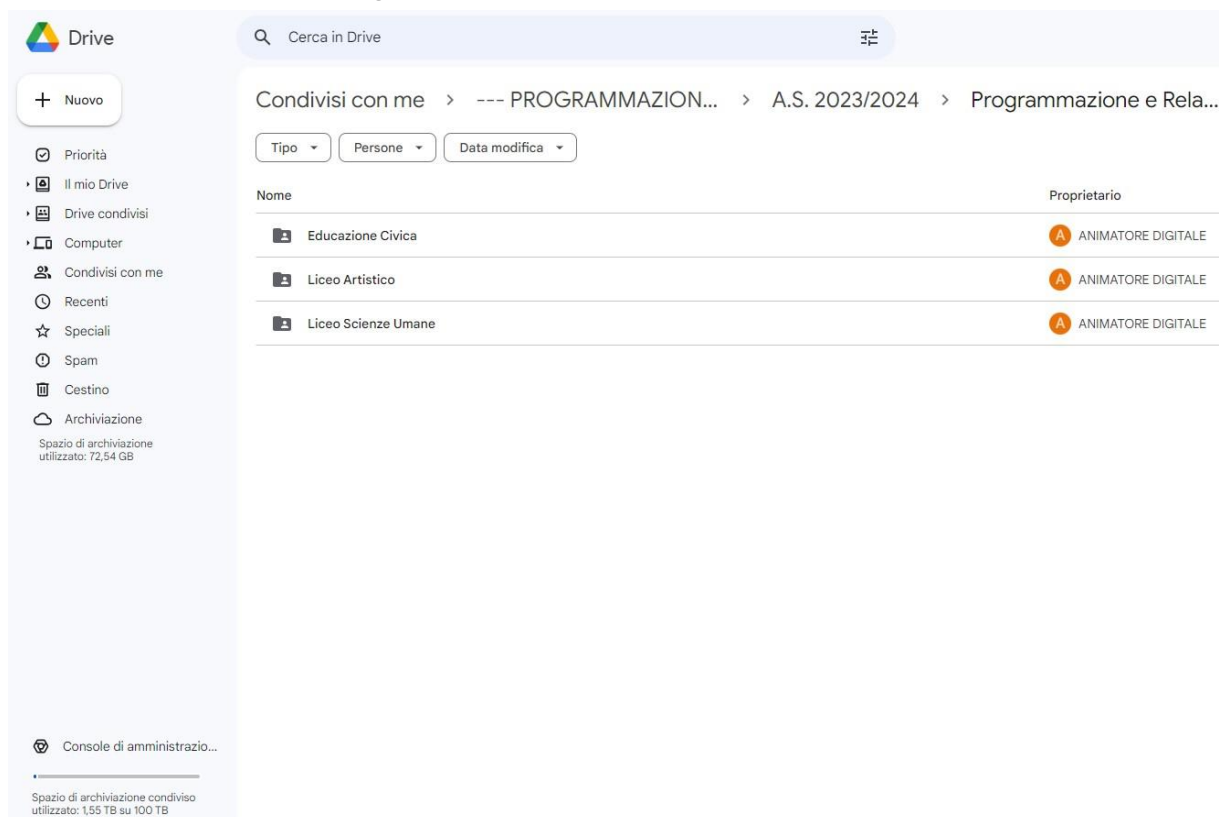 Drive
Cerca in Drive
Nuovo
Condivisi con me > --- PROGRAMMAZION... > A.S. 2023/2024 > Programmazione e Rela...
Tipo Persone Data modifica
Priorità
Il mio Drive
Drive condivisi
Computer
Condivisi con me
Recenti
Speciali
Spam
Cestino
Archiviazione
Spazio di archiviazione
utilizzato: 72,54 GB
Nome Proprietario
Educazione Civica A ANIMATORE DIGITALE
Liceo Artistico A ANIMATORE DIGITALE
Liceo Scienze Umane A ANIMATORE DIGITALE
Console di amministrazio...
Spazio di archiviazione condiviso
utilizzato: 1,55 TB su 100 TB